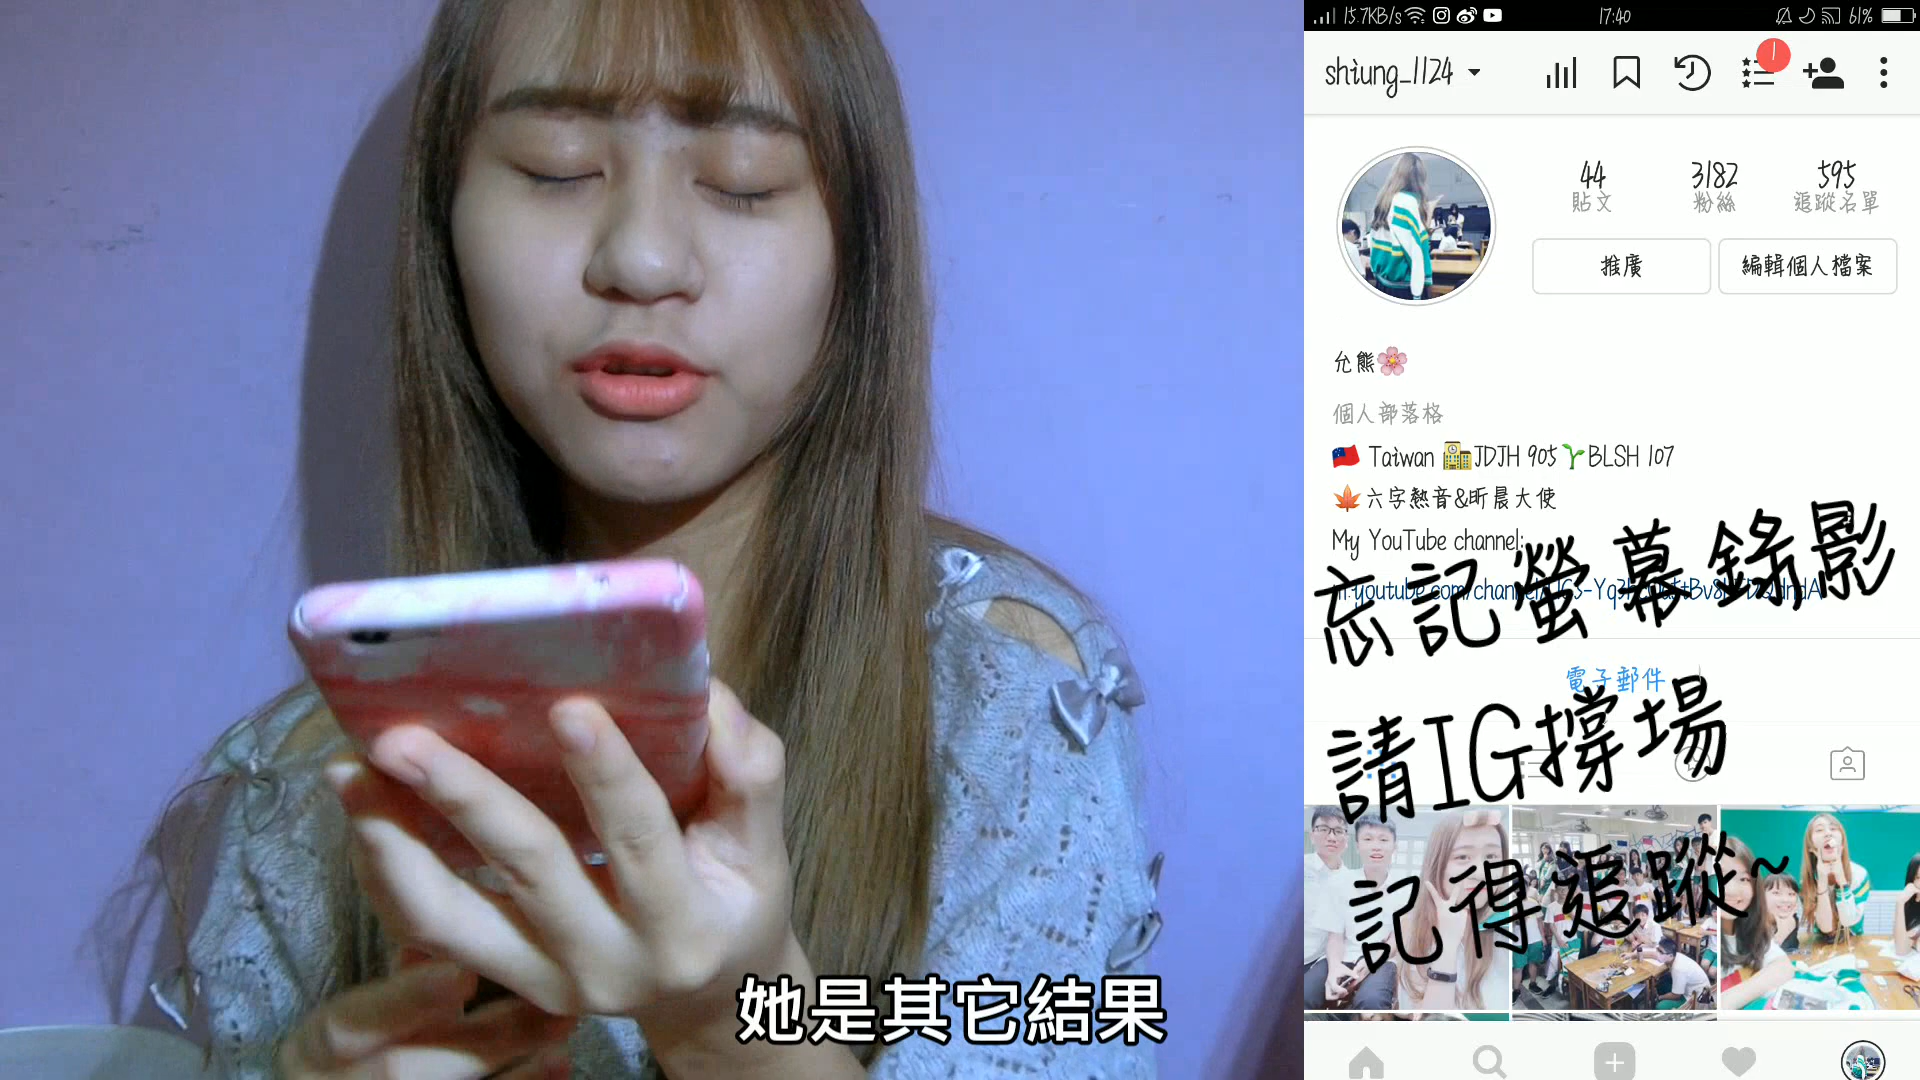 15.7KB/s
17:40
61%
shiung_1124
1
44
3182
595
貼文
粉絲
追蹤名單
推廣
編輯個人檔案
允熊🌸
個人部落格
🇹🇼 Taiwan 🏫JDJH 905🌱BLSH 107
🍁六字熱音&昕晨大使
My YouTube channel:
忘記螢幕錄影
電子郵件
請IG撐場
記得追蹤~
她是其它結果